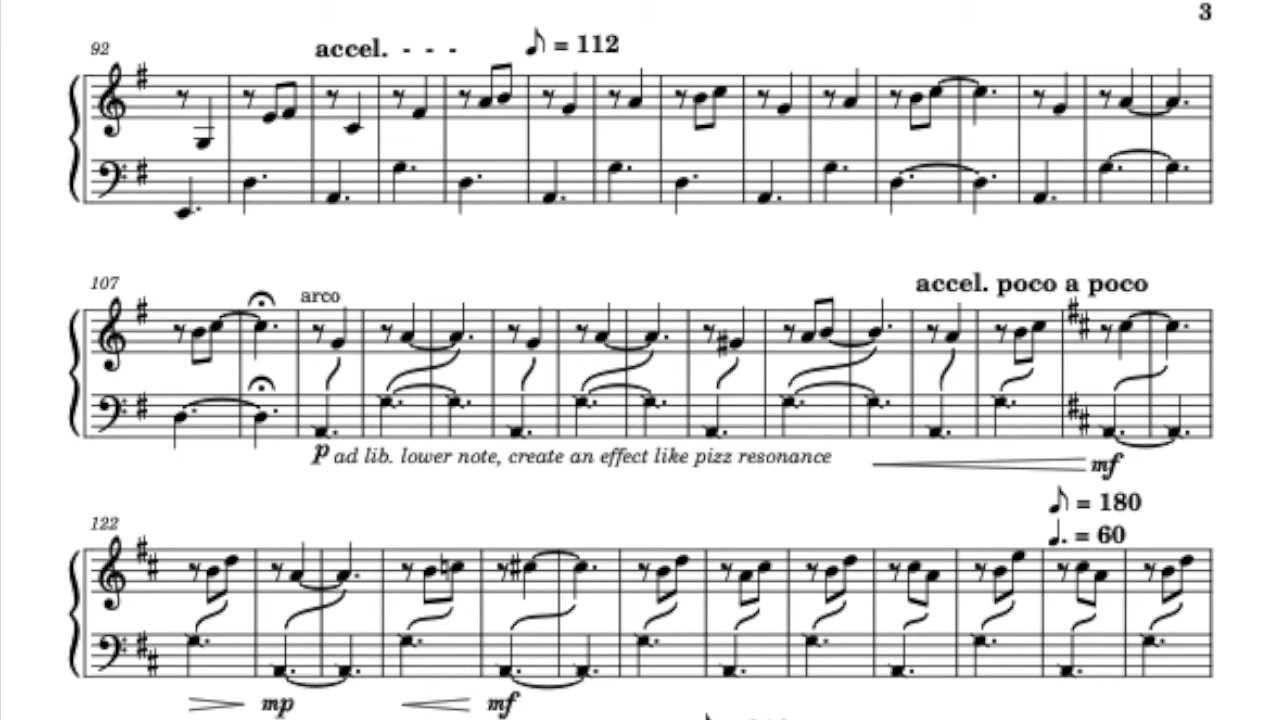 3
92
accel. - - -
♪ = 112
107
arco
accel. poco a poco
p ad lib. lower note, create an effect like pizz resonance
mf
♪ = 180
122
♩. = 60
mp
mf